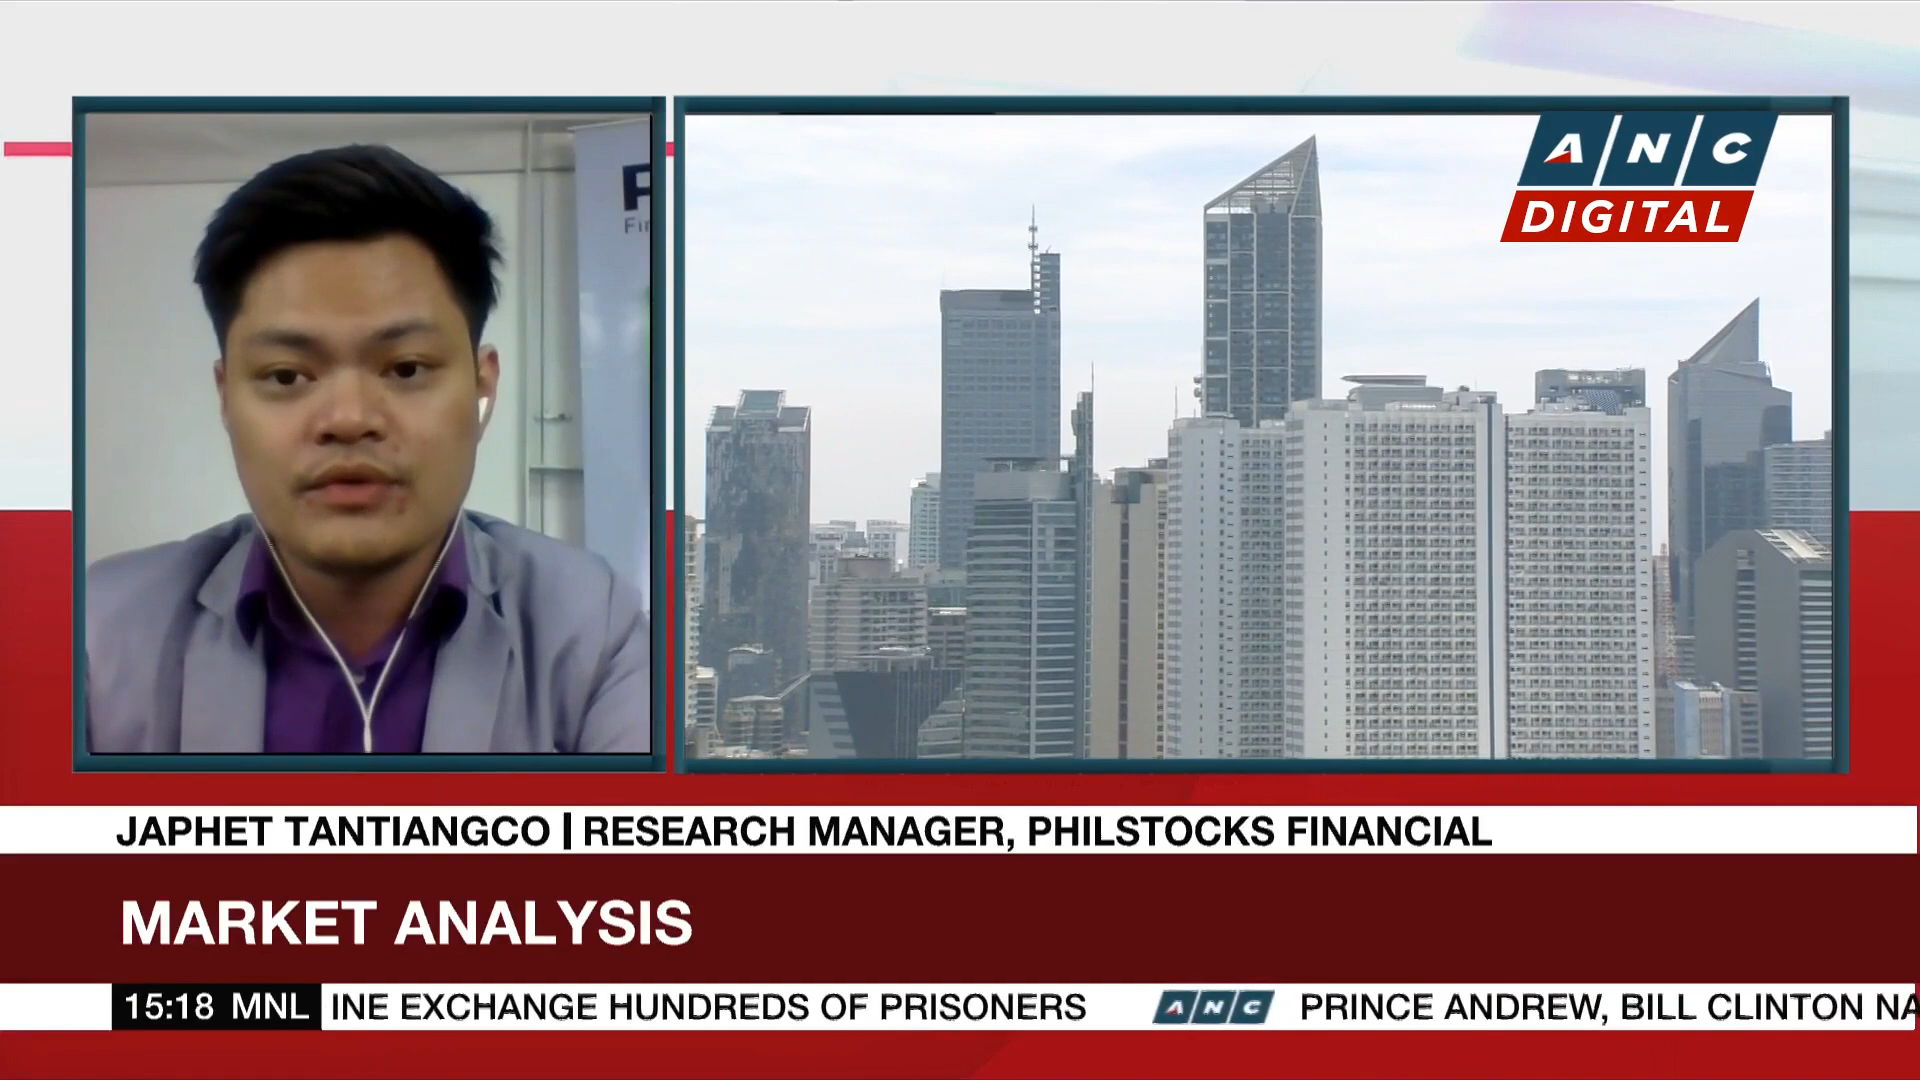 ANC
DIGITAL
JAPHET TANTIANGCO | RESEARCH MANAGER, PHILSTOCKS FINANCIAL
MARKET ANALYSIS
15:18 MNL INE EXCHANGE HUNDREDS OF PRISONERS ANC PRINCE ANDREW, BILL CLINTON NA